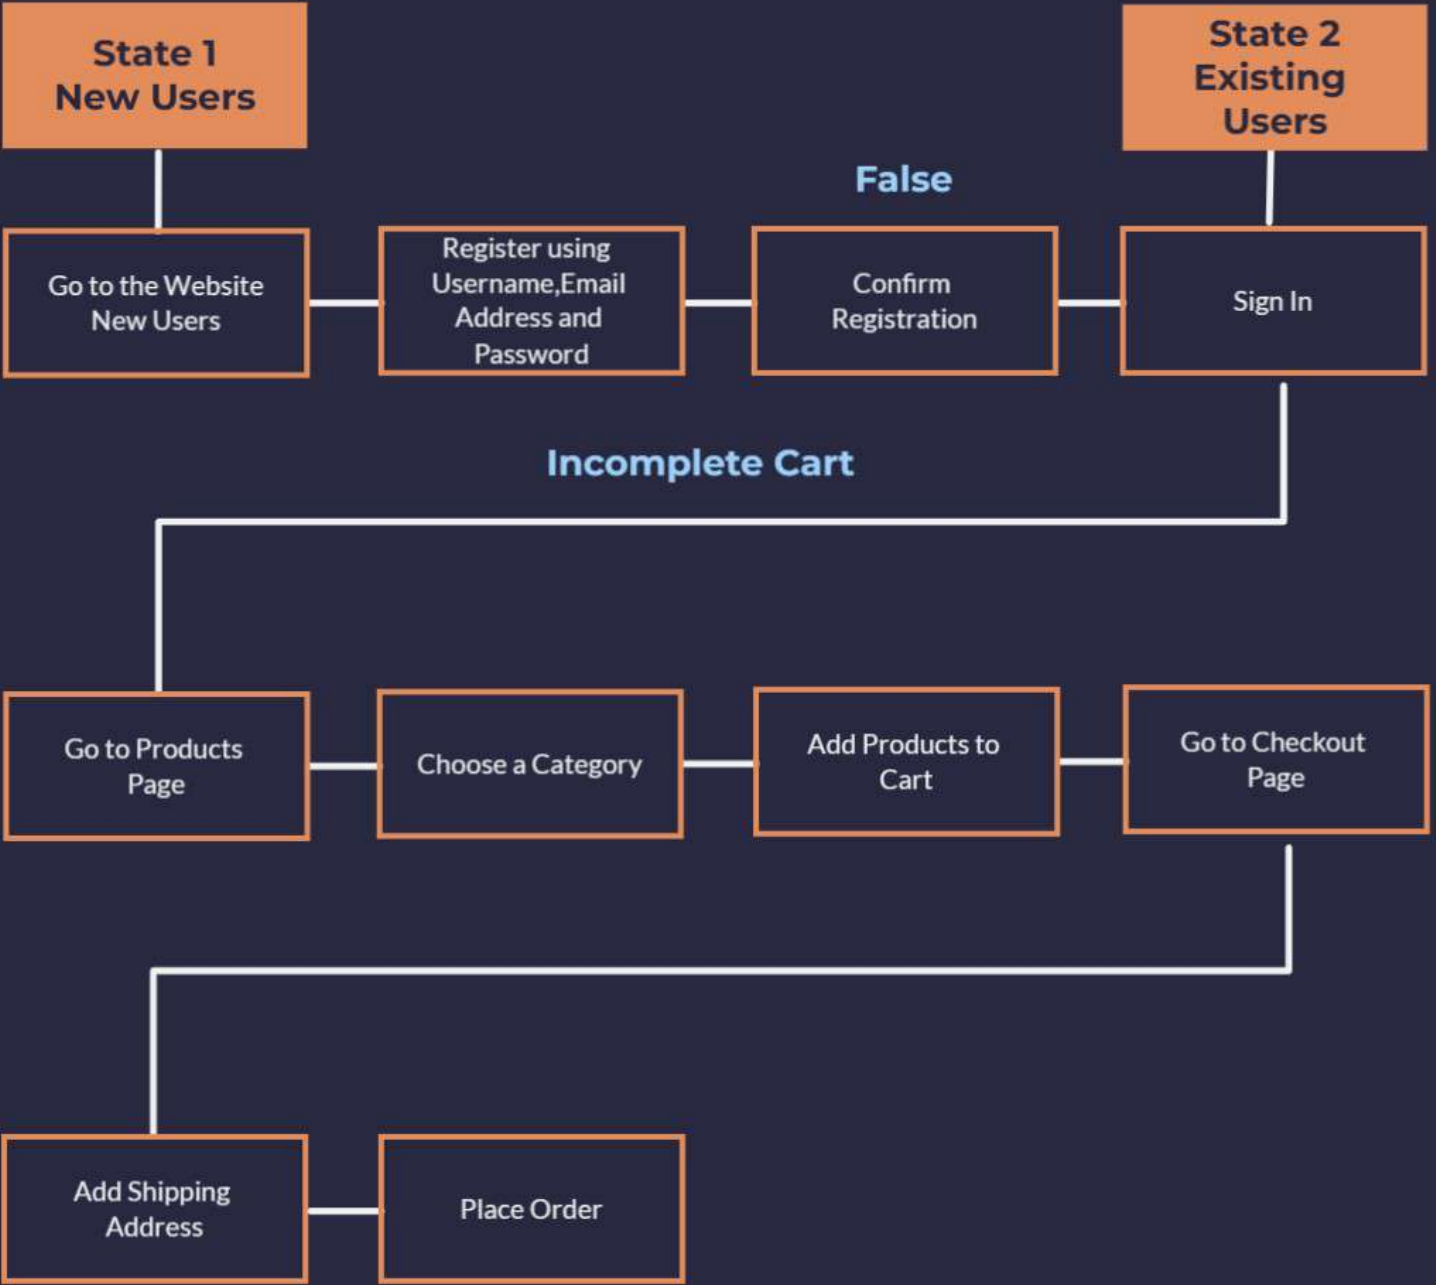 State 1
New Users
State 2
Existing
Users
False
Go to the Website
New Users
Register using
Username,Email
Address and
Password
Confirm
Registration
Sign In
Incomplete Cart
Go to Products
Page
Choose a Category
Add Products to
Cart
Go to Checkout
Page
Add Shipping
Address
Place Order